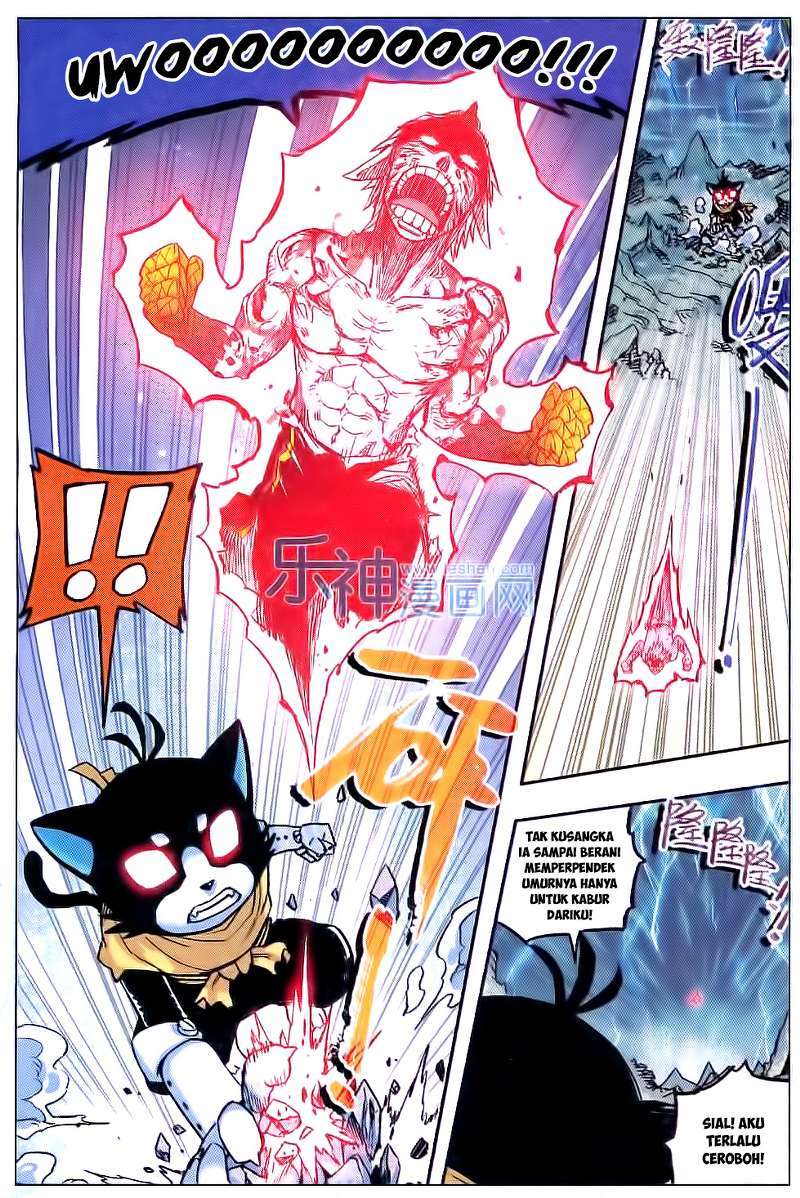 UWOOOOOOOOOOO!!!
轰隆隆!
!!
乐神漫画网
TAK KUSANGKA
IA SAMPAI BERANI
MEMPERPENDEK
UMURNYA HANYA
UNTUK KABUR
DARIKU!
隆隆隆!!
SIAL! AKU
TERLALU
CEROBOH!